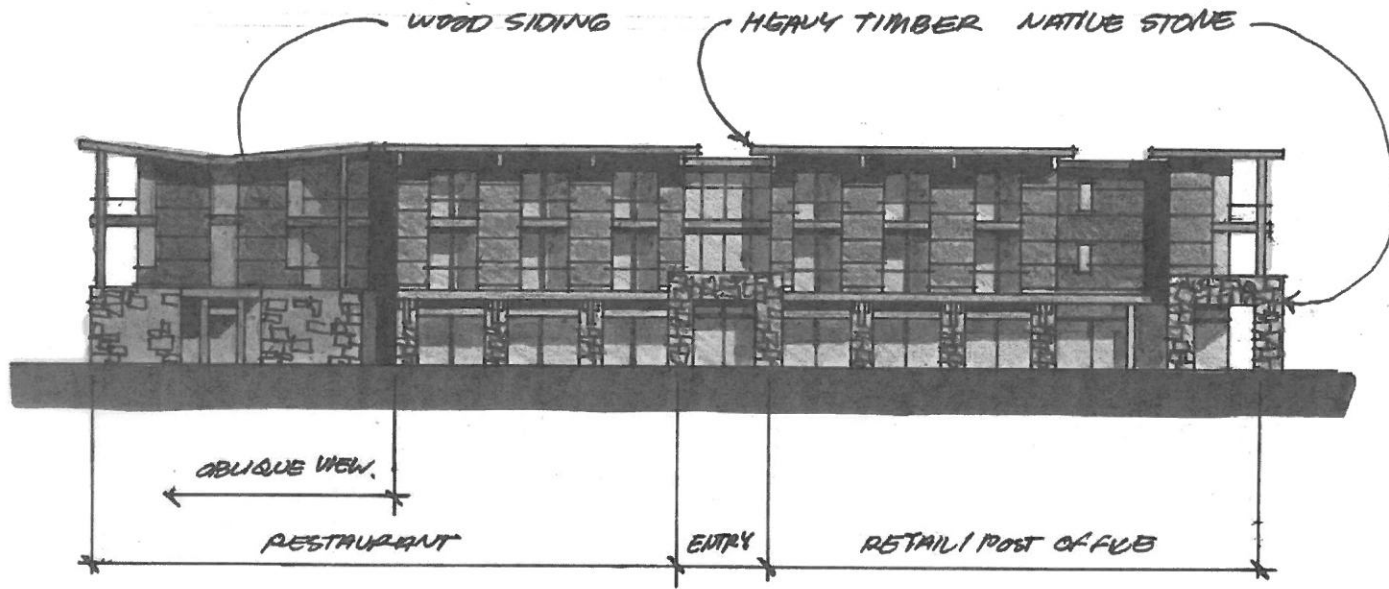 WOOD SIDING
HEAVY TIMBER
NATIVE STONE
OBLIQUE VIEW.
RESTAURANT
ENTRY
RETAIL/POST OFFICE